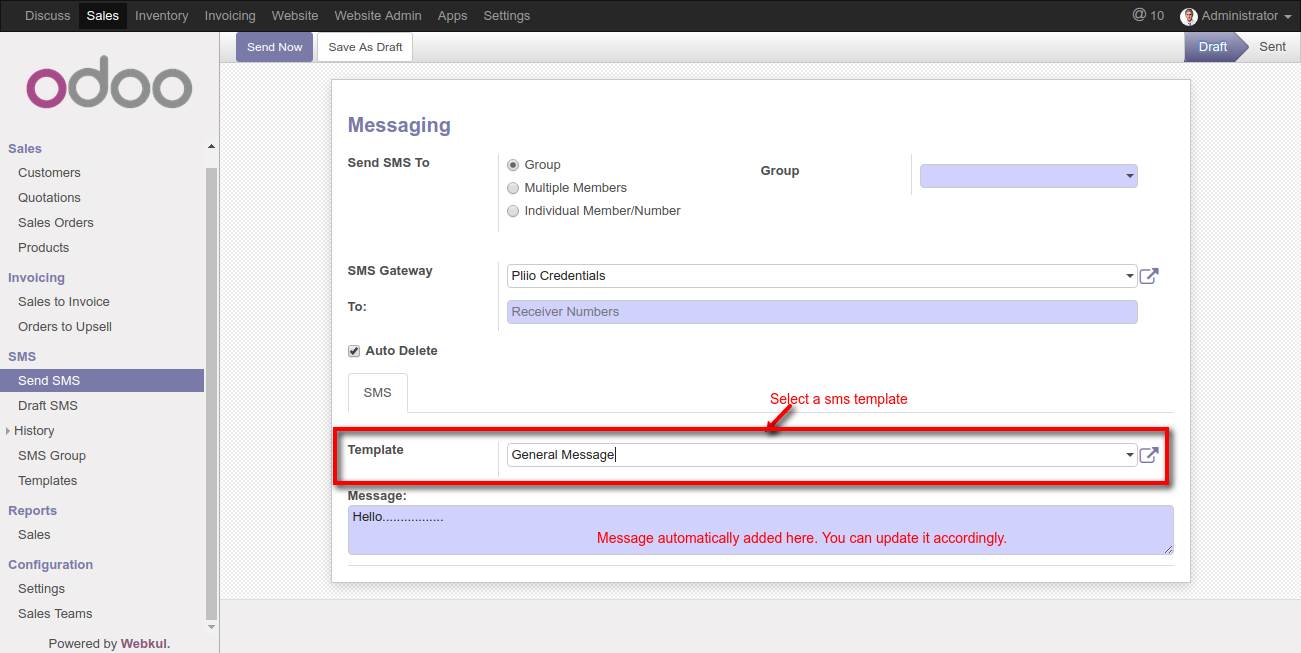 Discuss Sales Inventory Invoicing Website Website Admin Apps Settings @ 10 Administrator
Send Now Save As Draft Draft Sent
odoo
Sales
Customers
Quotations
Sales Orders
Products
Invoicing
Sales to Invoice
Orders to Upsell
SMS
Send SMS
Draft SMS
History
SMS Group
Templates
Reports
Sales
Configuration
Settings
Sales Teams
Powered by Webkul.
Messaging
Send SMS To
Group
Multiple Members
Individual Member/Number
Group
SMS Gateway
Pliio Credentials
To:
Receiver Numbers
Auto Delete
SMS
Select a sms template
Template
General Message
Message:
Hello.................
Message automatically added here. You can update it accordingly.